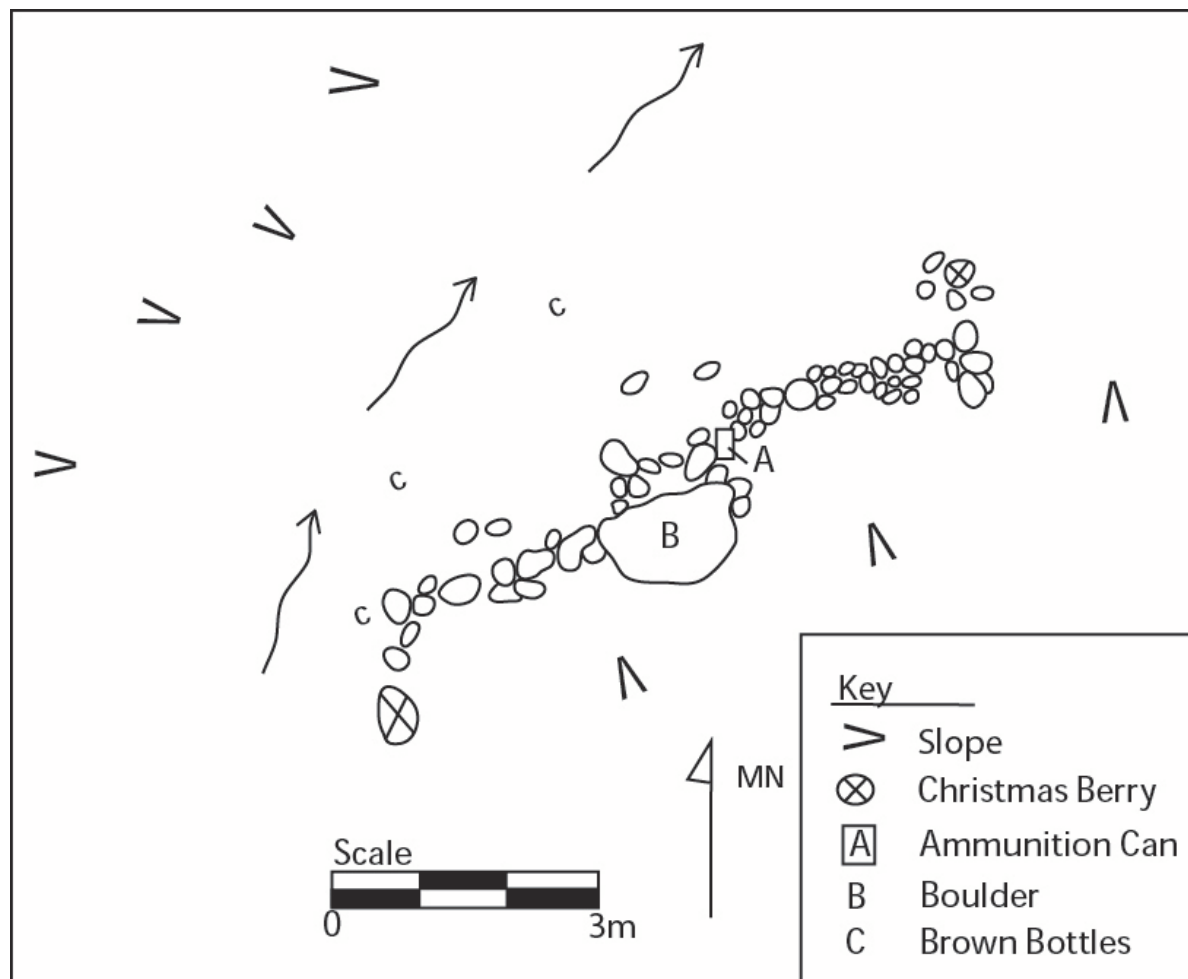 C
A
C
B
C
MN
Scale
0 3m
Key
Slope
Christmas Berry
A Ammunition Can
B Boulder
C Brown Bottles